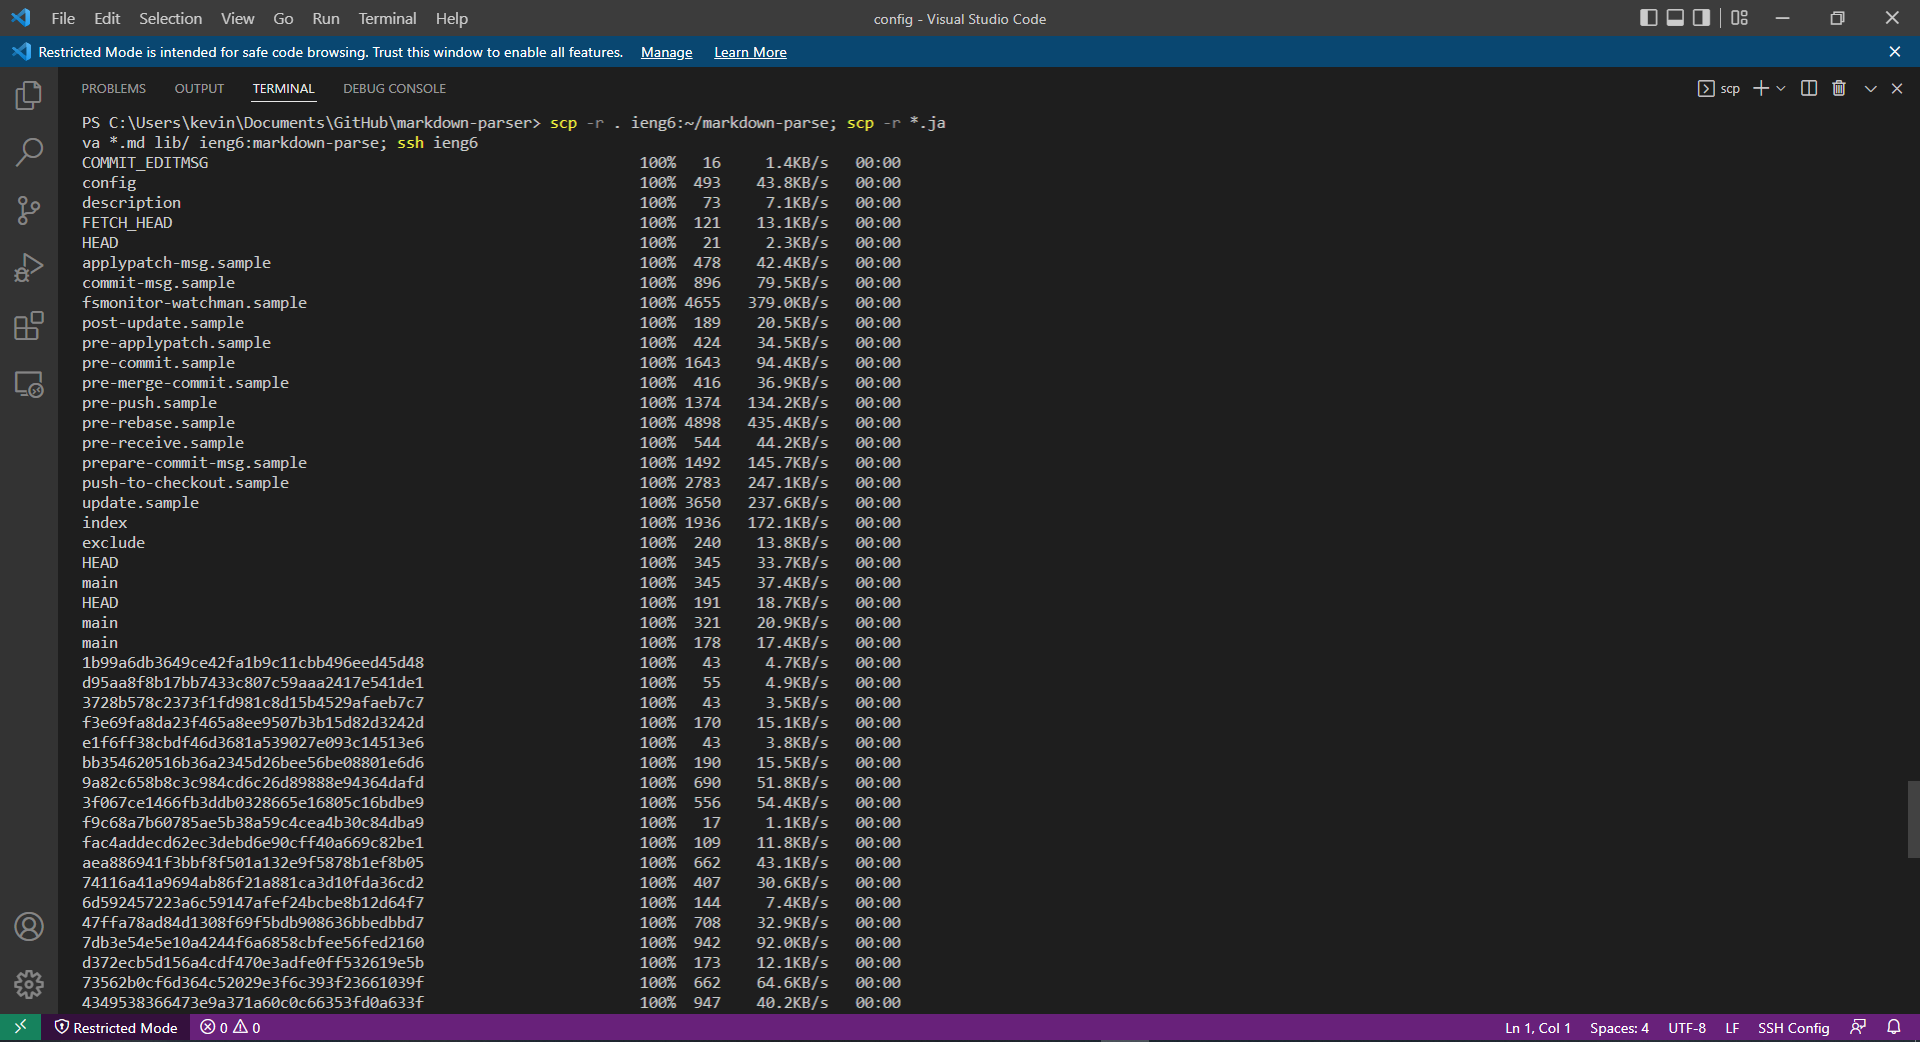 File Edit Selection View Go Run Terminal Help config - Visual Studio Code
Restricted Mode is intended for safe code browsing. Trust this window to enable all features. Manage Learn More
PROBLEMS OUTPUT TERMINAL DEBUG CONSOLE scp
PS C:\Users\kevin\Documents\GitHub\markdown-parser> scp -r . ieng6:~/markdown-parse; scp -r *.ja
va *.md lib/ ieng6:markdown-parse; ssh ieng6
COMMIT_EDITMSG 100% 16 1.4KB/s 00:00
config 100% 493 43.8KB/s 00:00
description 100% 73 7.1KB/s 00:00
FETCH_HEAD 100% 121 13.1KB/s 00:00
HEAD 100% 21 2.3KB/s 00:00
applypatch-msg.sample 100% 478 42.4KB/s 00:00
commit-msg.sample 100% 896 79.5KB/s 00:00
fsmonitor-watchman.sample 100% 4655 379.0KB/s 00:00
post-update.sample 100% 189 20.5KB/s 00:00
pre-applypatch.sample 100% 424 34.5KB/s 00:00
pre-commit.sample 100% 1643 94.4KB/s 00:00
pre-merge-commit.sample 100% 416 36.9KB/s 00:00
pre-push.sample 100% 1374 134.2KB/s 00:00
pre-rebase.sample 100% 4898 435.4KB/s 00:00
pre-receive.sample 100% 544 44.2KB/s 00:00
prepare-commit-msg.sample 100% 1492 145.7KB/s 00:00
push-to-checkout.sample 100% 2783 247.1KB/s 00:00
update.sample 100% 3650 237.6KB/s 00:00
index 100% 1936 172.1KB/s 00:00
exclude 100% 240 13.8KB/s 00:00
HEAD 100% 345 33.7KB/s 00:00
main 100% 345 37.4KB/s 00:00
HEAD 100% 191 18.7KB/s 00:00
main 100% 321 20.9KB/s 00:00
main 100% 178 17.4KB/s 00:00
1b99a6db3649ce42fa1b9c11cbb496eed45d48 100% 43 4.7KB/s 00:00
d95aa8f8b17bb7433c807c59aaa2417e541de1 100% 55 4.9KB/s 00:00
3728b578c2373f1fd981c8d15b4529afaeb7c7 100% 43 3.5KB/s 00:00
f3e69fa8da23f465a8ee9507b3b15d82d3242d 100% 170 15.1KB/s 00:00
e1f6ff38cbdf46d3681a539027e093c14513e6 100% 43 3.8KB/s 00:00
bb354620516b36a2345d26bee56be08801e6d6 100% 190 15.5KB/s 00:00
9a82c658b8c3c984cd6c26d89888e94364dafd 100% 690 51.8KB/s 00:00
3f067ce1466fb3ddb0328665e16805c16bdbe9 100% 556 54.4KB/s 00:00
f9c68a7b60785ae5b38a59c4cea4b30c84dba9 100% 17 1.1KB/s 00:00
fac4addecd62ec3debd6e90cff40a669c82be1 100% 109 11.8KB/s 00:00
aea886941f3bbf8f501a132e9f5878b1ef8b05 100% 662 43.1KB/s 00:00
74116a41a9694ab86f21a881ca3d10fda36cd2 100% 407 30.6KB/s 00:00
6d592457223a6c59147afef24bcbe8b12d64f7 100% 144 7.4KB/s 00:00
47ffa78ad84d1308f69f5bdb908636bbedbbd7 100% 708 32.9KB/s 00:00
7db3e54e5e10a4244f6a6858cbfee56fed2160 100% 942 92.0KB/s 00:00
d372ecb5d156a4cdf470e3adfe0ff532619e5b 100% 173 12.1KB/s 00:00
73562b0cf6d364c52029e3f6c393f23661039f 100% 662 64.6KB/s 00:00
4349538366473e9a371a60c0c66353fd0a633f 100% 947 40.2KB/s 00:00
Restricted Mode 0 0 Ln 1, Col 1 Spaces: 4 UTF-8 LF SSH Config